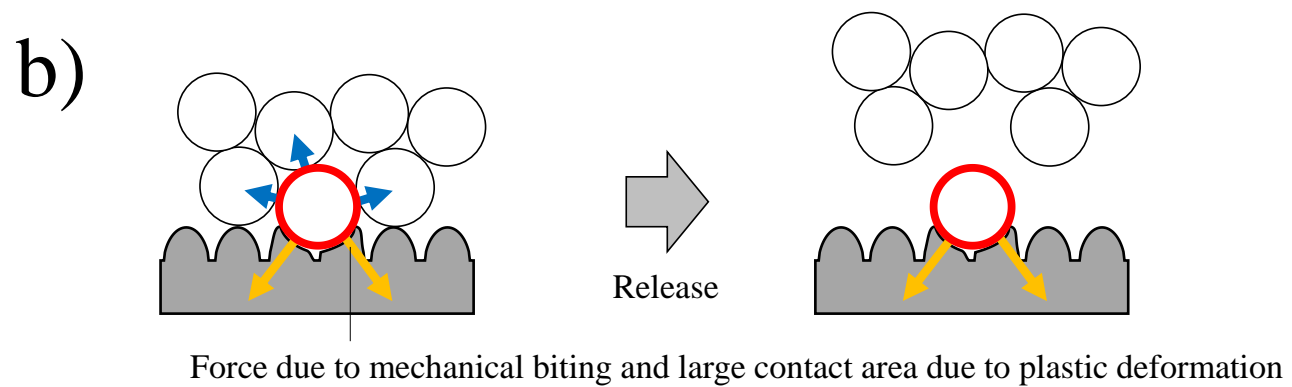 b)
Release
Force due to mechanical biting and large contact area due to plastic deformation